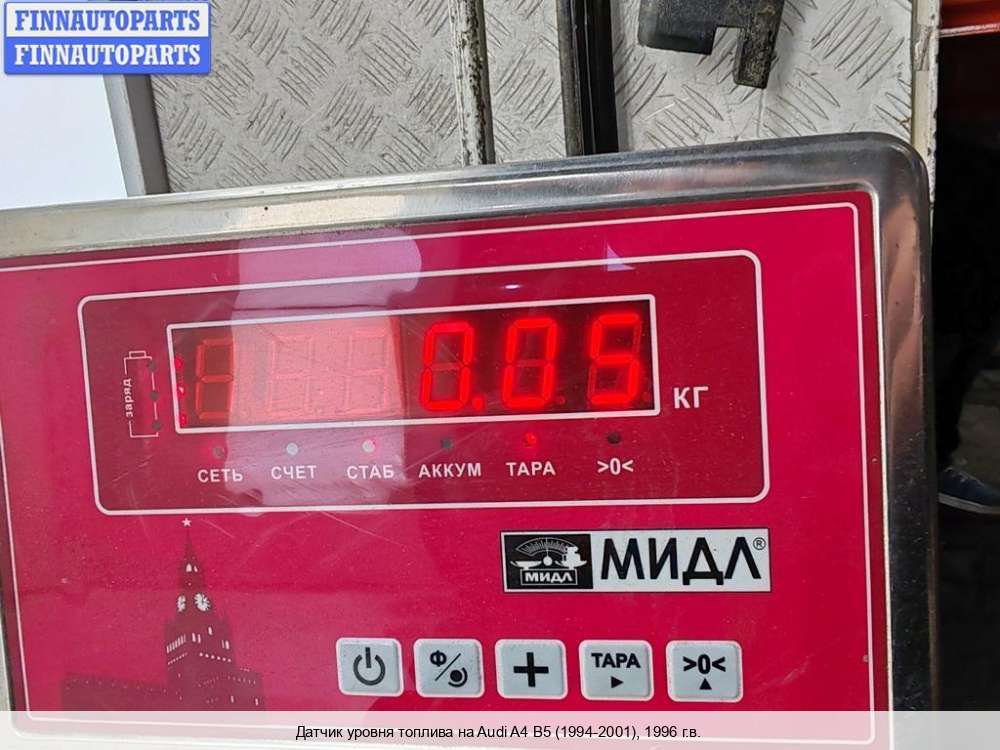 FINNAUTOPARTS
FINNAUTOPARTS
заряд
0.05
КГ
СЕТЬ СЧЕТ СТАБ АККУМ ТАРА >0<
МИДЛ МИДЛ®
Ф ТАРА >0<
Датчик уровня топлива на Audi A4 B5 (1994-2001), 1996 г.в.